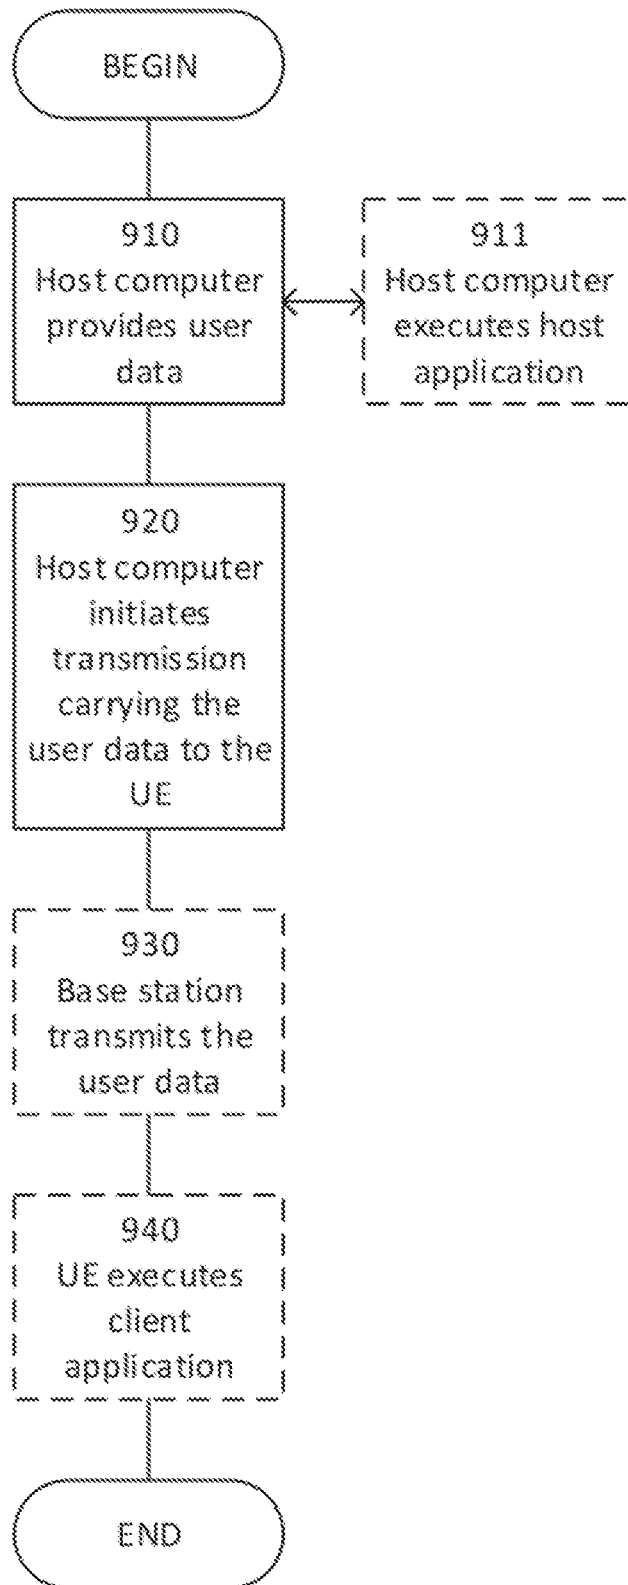 BEGIN
910
Host computer
provides user
data
911
Host computer
executes host
application
920
Host computer
initiates
transmission
carrying the
user data to the
UE
930
Base station
transmits the
user data
940
UE executes
client
application
END